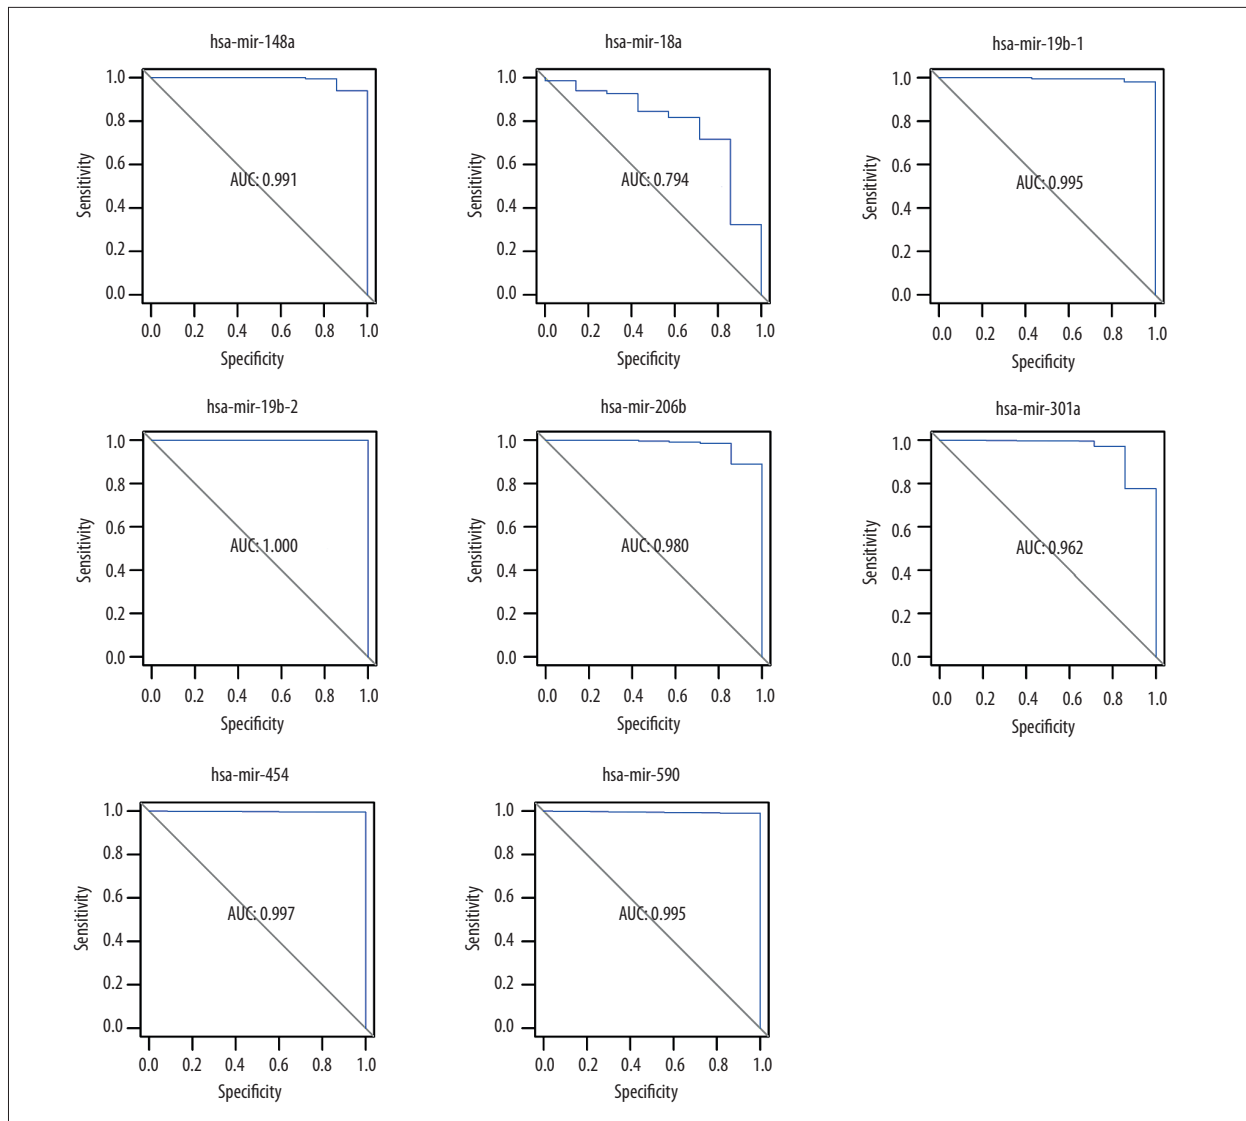 hsa-mir-148a
1.0
0.8
0.6
0.4
0.2
0.0
Sensitivity
AUC: 0.991
0.0 0.2 0.4 0.6 0.8 1.0
Specificity
hsa-mir-18a
1.0
0.8
0.6
0.4
0.2
0.0
Sensitivity
AUC: 0.794
0.0 0.2 0.4 0.6 0.8 1.0
Specificity
hsa-mir-19b-1
1.0
0.8
0.6
0.4
0.2
0.0
Sensitivity
AUC: 0.995
0.0 0.2 0.4 0.6 0.8 1.0
Specificity
hsa-mir-19b-2
1.0
0.8
0.6
0.4
0.2
0.0
Sensitivity
AUC: 1.000
0.0 0.2 0.4 0.6 0.8 1.0
Specificity
hsa-mir-206b
1.0
0.8
0.6
0.4
0.2
0.0
Sensitivity
AUC: 0.980
0.0 0.2 0.4 0.6 0.8 1.0
Specificity
hsa-mir-301a
1.0
0.8
0.6
0.4
0.2
0.0
Sensitivity
AUC: 0.962
0.0 0.2 0.4 0.6 0.8 1.0
Specificity
hsa-mir-454
1.0
0.8
0.6
0.4
0.2
0.0
Sensitivity
AUC: 0.997
0.0 0.2 0.4 0.6 0.8 1.0
Specificity
hsa-mir-590
1.0
0.8
0.6
0.4
0.2
0.0
Sensitivity
AUC: 0.995
0.0 0.2 0.4 0.6 0.8 1.0
Specificity